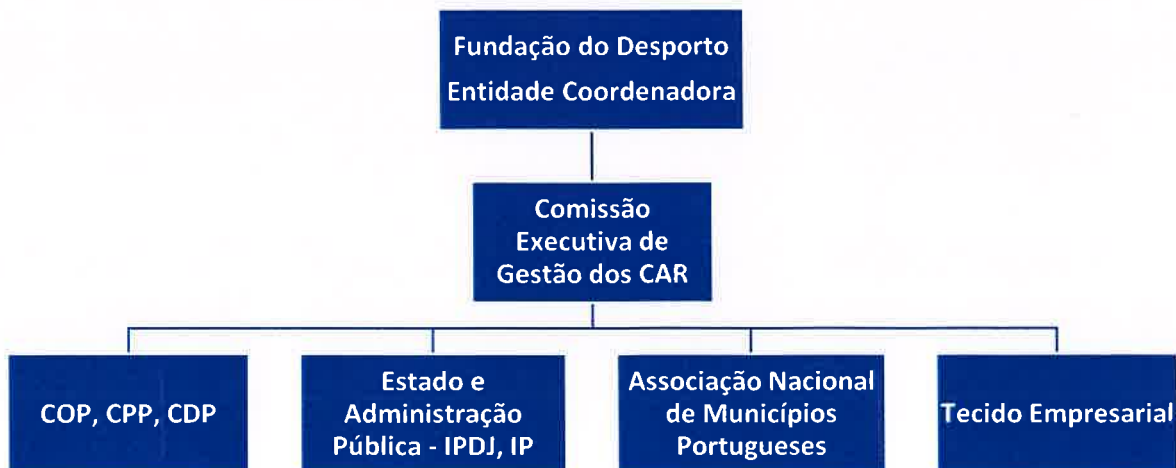 Fundação do Desporto
Entidade Coordenadora
Comissão
Executiva de
Gestão dos CAR
COP, CPP, CDP
Estado e
Administração
Pública - IPDJ, IP
Associação Nacional
de Municípios
Portugueses
Tecido Empresarial